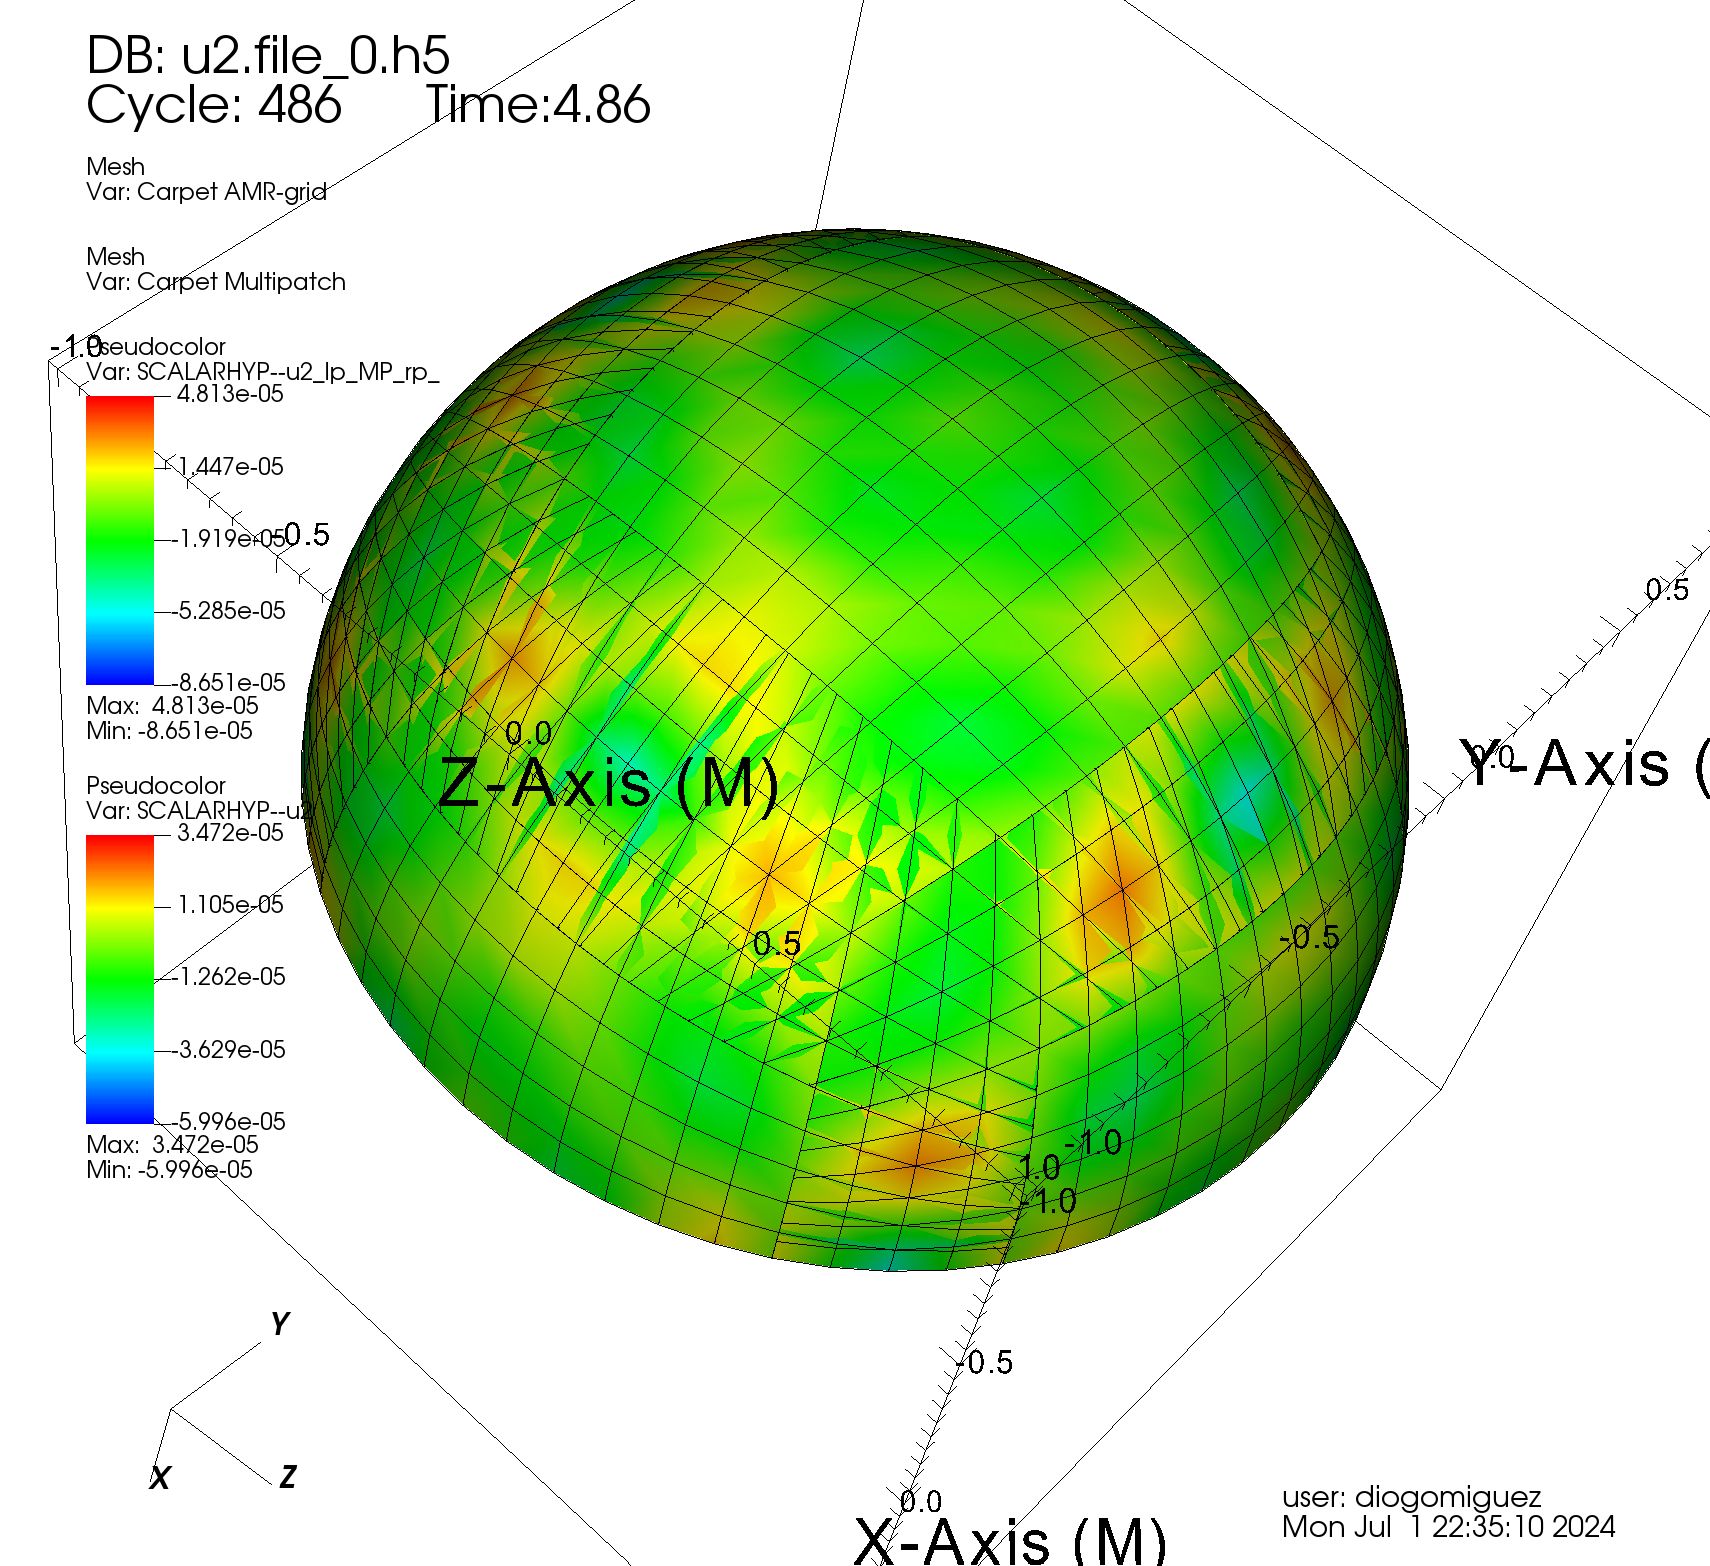 DB: u2.file_0.h5
Cycle: 486 Time:4.86
Mesh
Var: Carpet AMR-grid
Mesh
Var: Carpet Multipatch
Pseudocolor
Var: SCALARHYP--u2_lp_MP_rp_
4.813e-05
1.447e-05
-1.919e-05
-5.285e-05
-8.651e-05
Max: 4.813e-05
Min: -8.651e-05
Pseudocolor
Var: SCALARHYP--u2
3.472e-05
1.105e-05
-1.262e-05
-3.629e-05
-5.996e-05
Max: 3.472e-05
Min: -5.996e-05
-1.0
-0.5
0.0
Z-Axis (M)
0.5
1.0
0.5
0.0
Y-Axis (
-0.5
-1.0
-1.0
-0.5
0.0
X-Axis (M)
Y
X
Z
user: diogomiguez
Mon Jul 1 22:35:10 2024